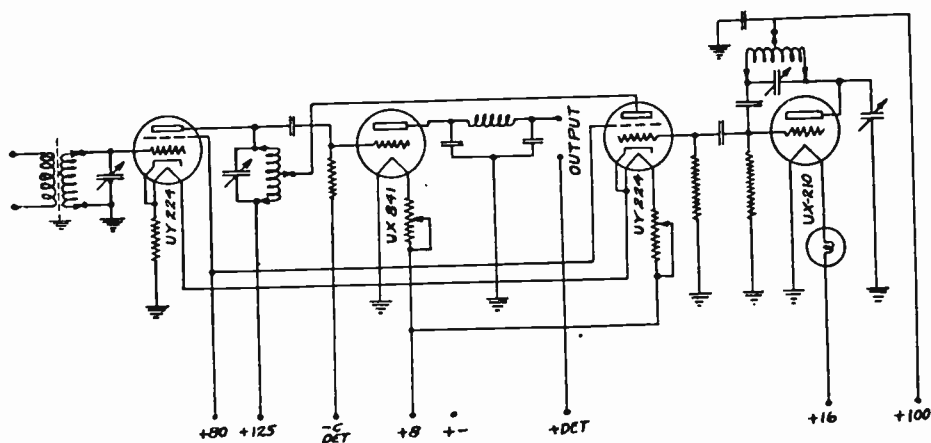 UY 224
UX 841
OUTPUT
UY 224
UX-210
+80
+125
-C
DET
+8
+-
+DET
+16
+100